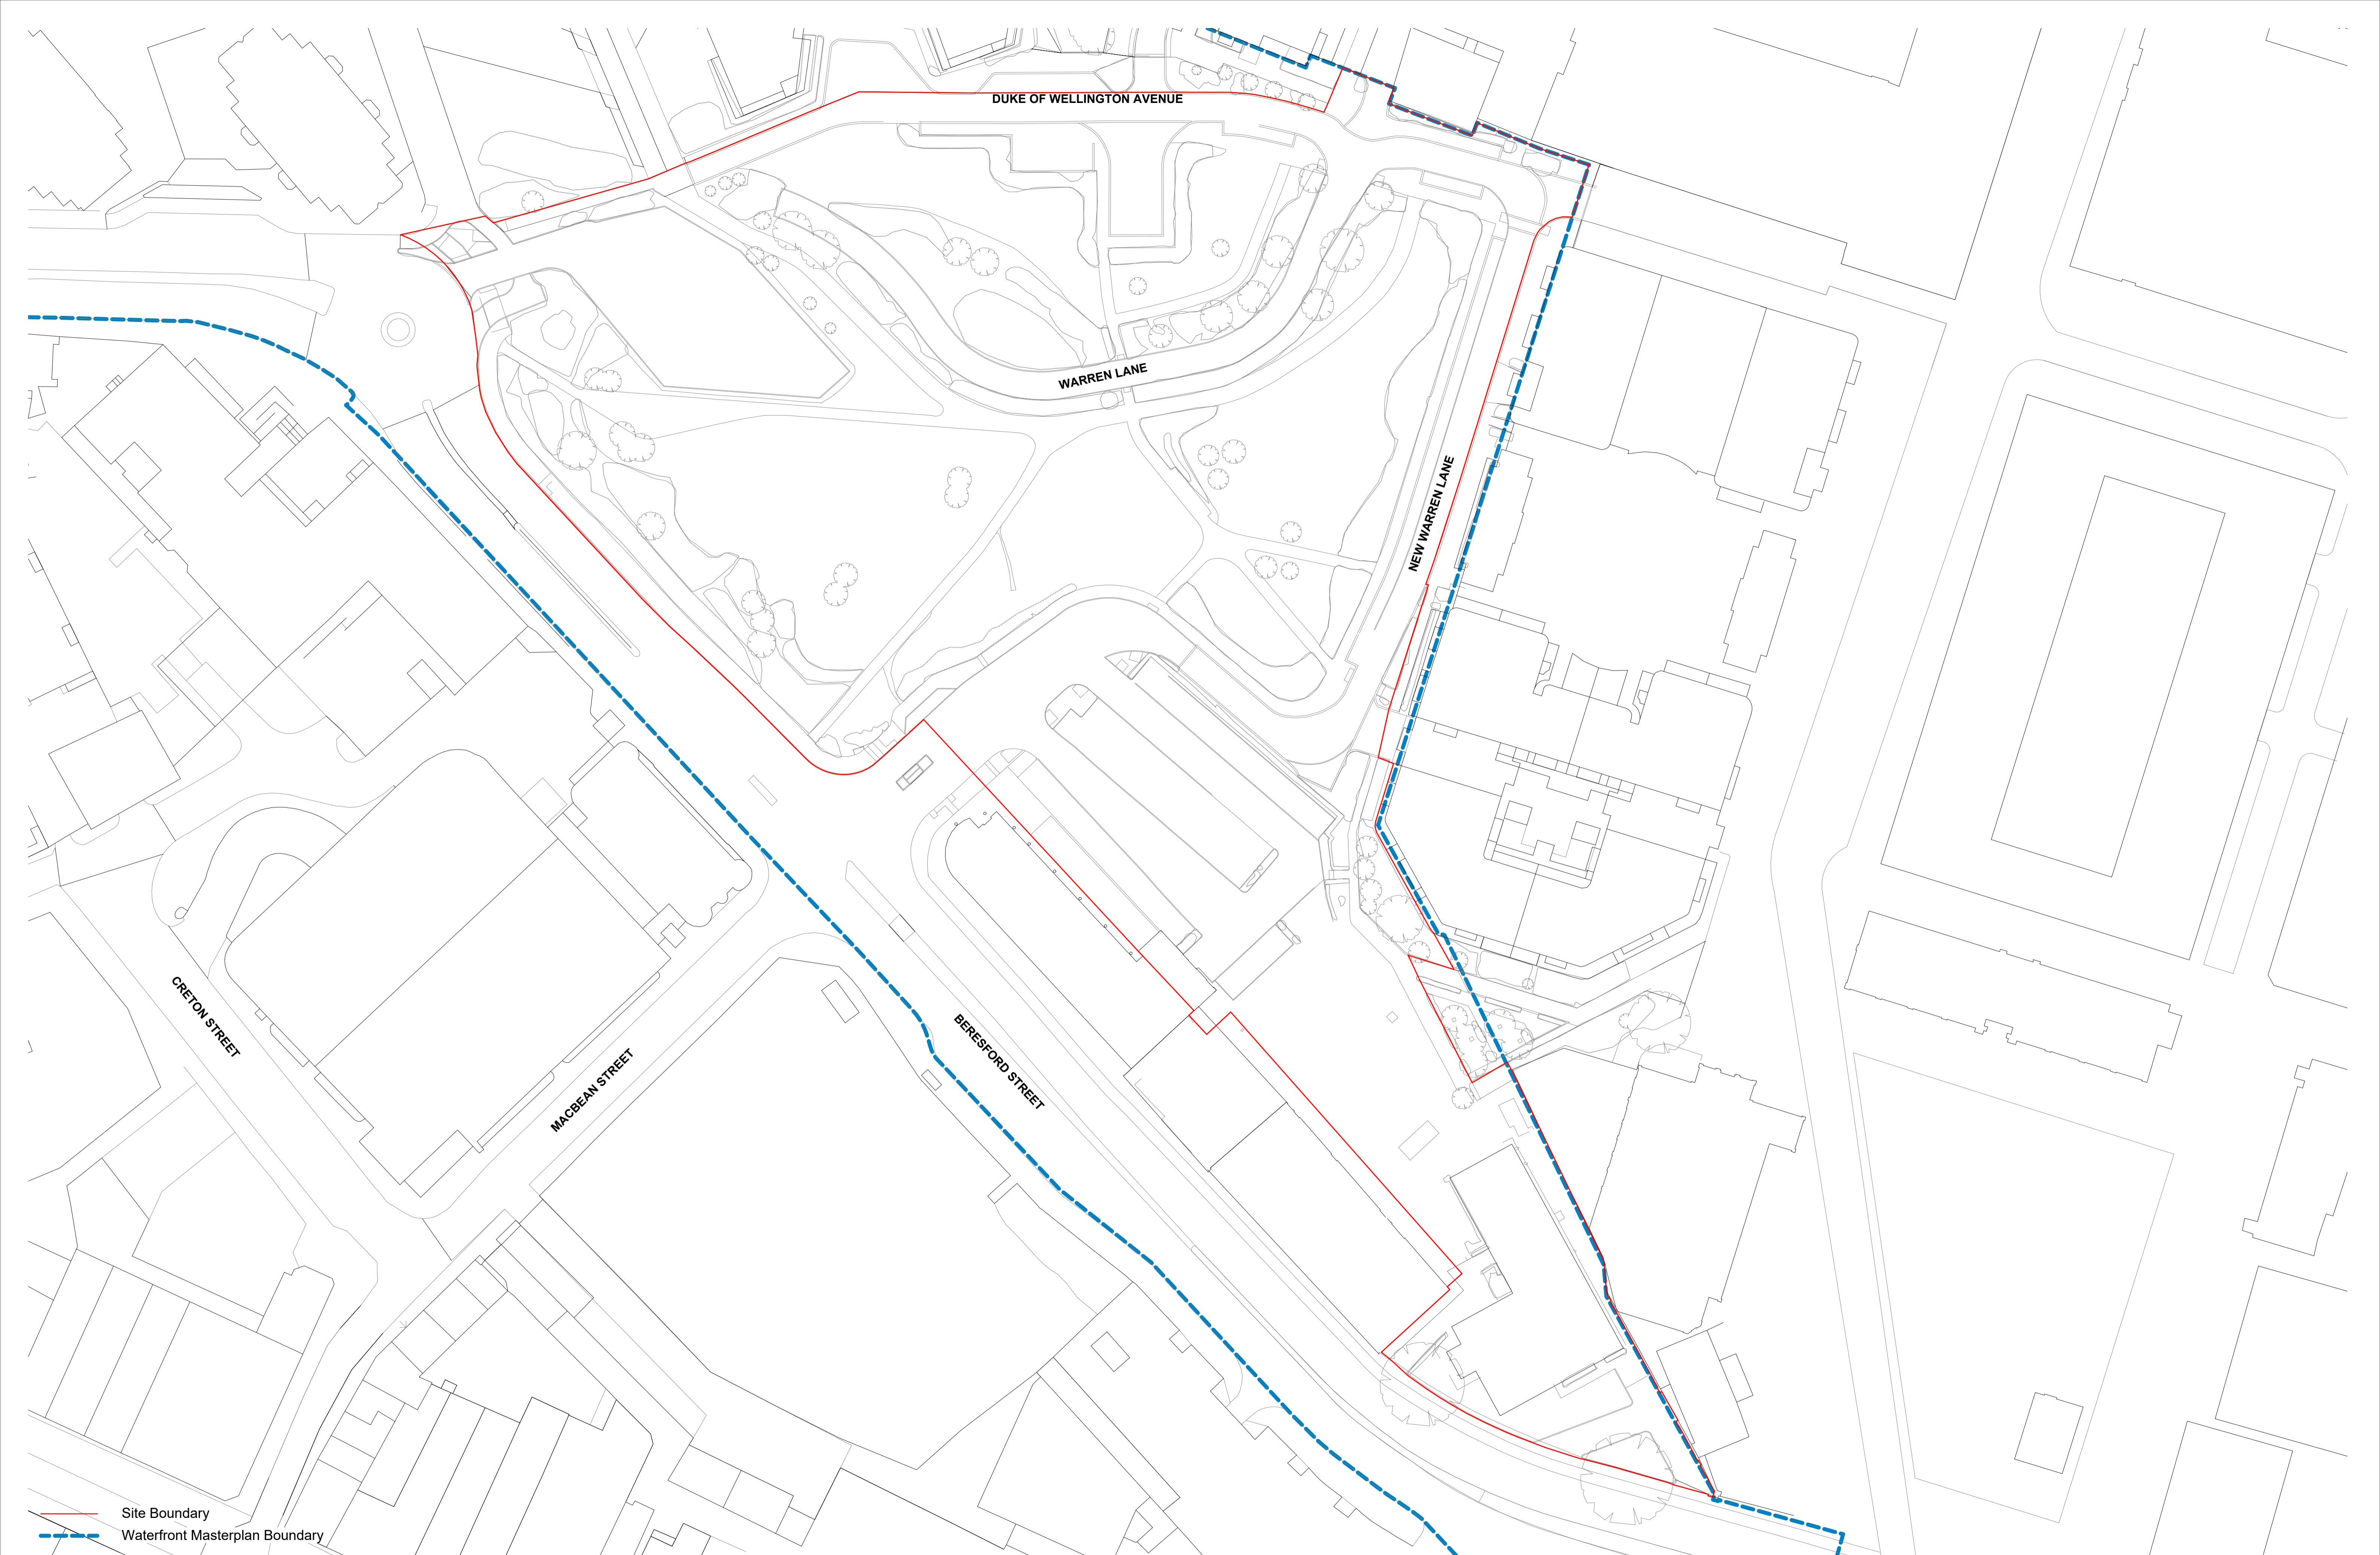 DUKE OF WELLINGTON AVENUE
WARREN LANE
NEW WARREN LANE
CRETON STREET
MACBEAN STREET
BERESFORD STREET
Site Boundary
Waterfront Masterplan Boundary